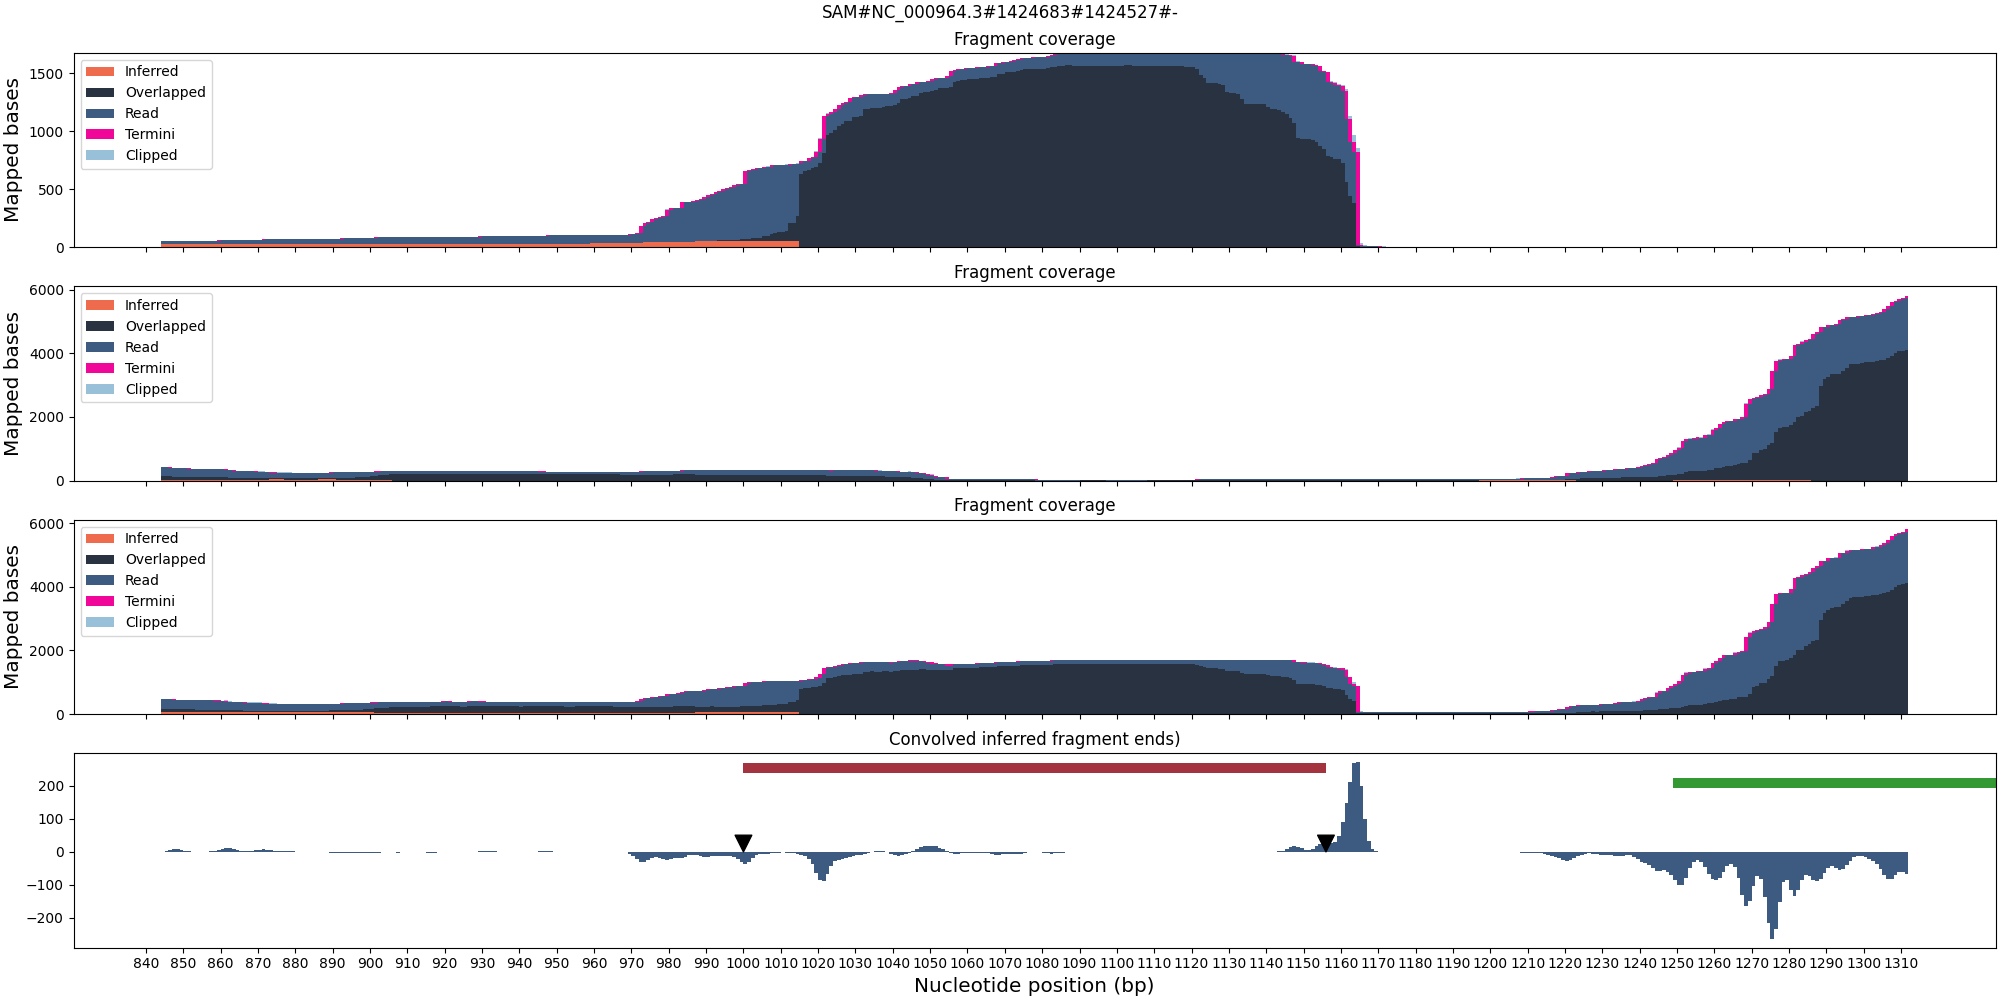 SAM#NC_000964.3#1424683#1424527#-
Fragment coverage
Mapped bases
1500
1000
500
0
Inferred
Overlapped
Read
Termini
Clipped
Fragment coverage
Mapped bases
6000
4000
2000
0
Inferred
Overlapped
Read
Termini
Clipped
Fragment coverage
Mapped bases
6000
4000
2000
0
Inferred
Overlapped
Read
Termini
Clipped
Convolved inferred fragment ends)
200
100
0
−100
−200
840 850 860 870 880 890 900 910 920 930 940 950 960 970 980 990 1000 1010 1020 1030 1040 1050 1060 1070 1080 1090 1100 1110 1120 1130 1140 1150 1160 1170 1180 1190 1200 1210 1220 1230 1240 1250 1260 1270 1280 1290 1300 1310
Nucleotide position (bp)